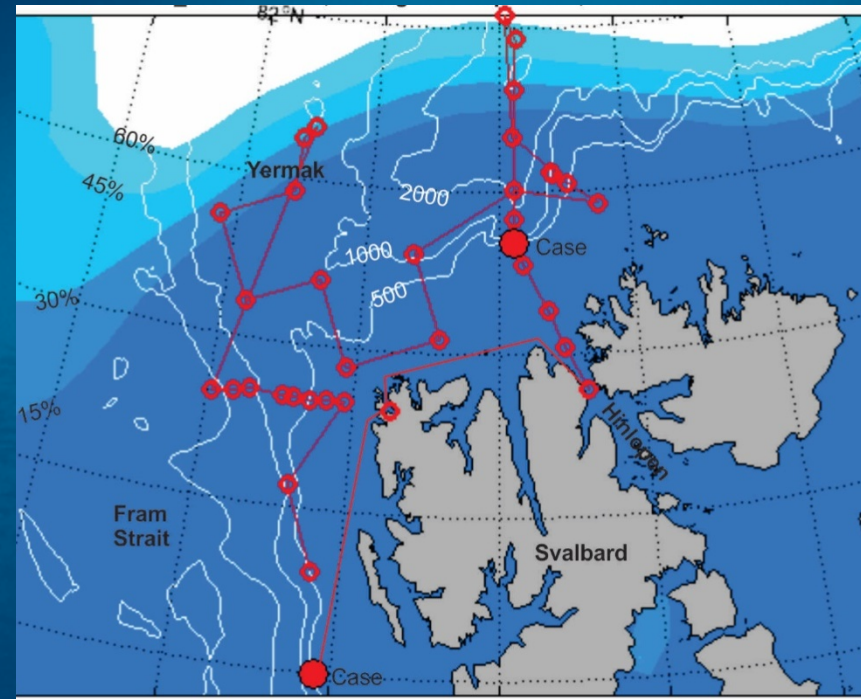 82°N
60%
Yermak
45%
2000
Case
1000
30%
500
15%
Hinlopen
Fram
Strait
Svalbard
Case